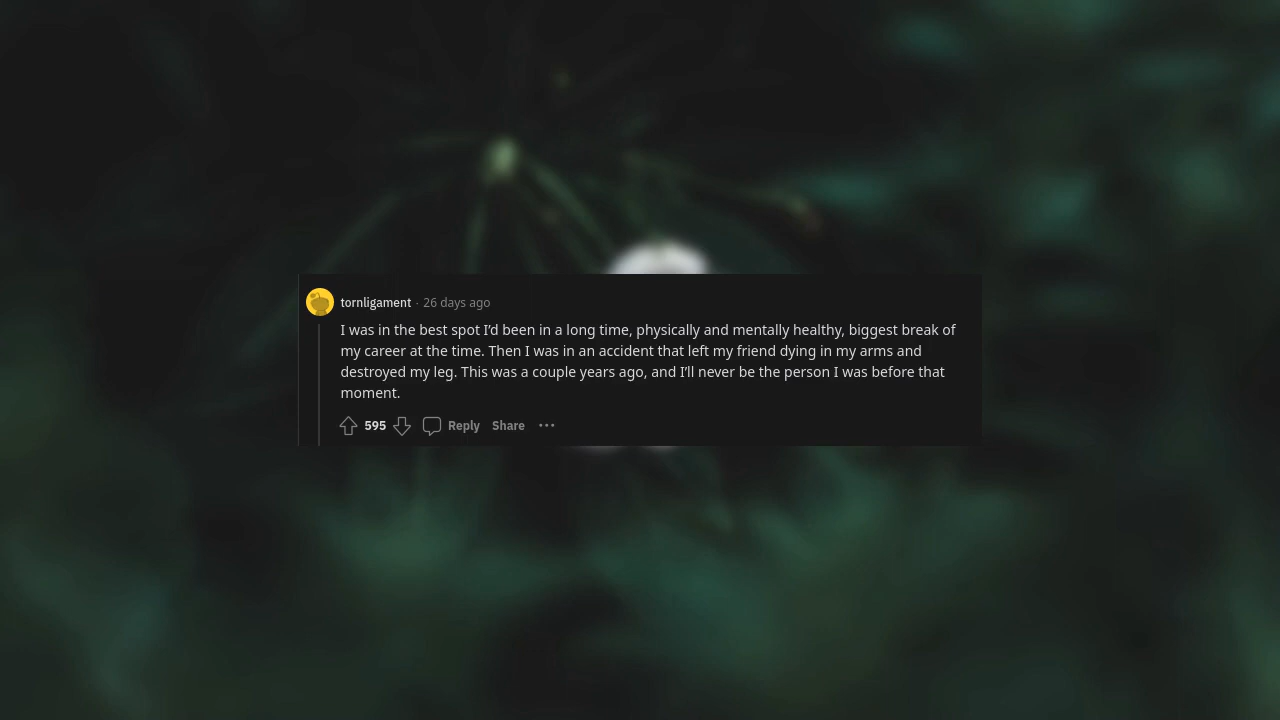 tornligament · 26 days ago
I was in the best spot I’d been in a long time, physically and mentally healthy, biggest break of
my career at the time. Then I was in an accident that left my friend dying in my arms and
destroyed my leg. This was a couple years ago, and I’ll never be the person I was before that
moment.
595 Reply Share ···